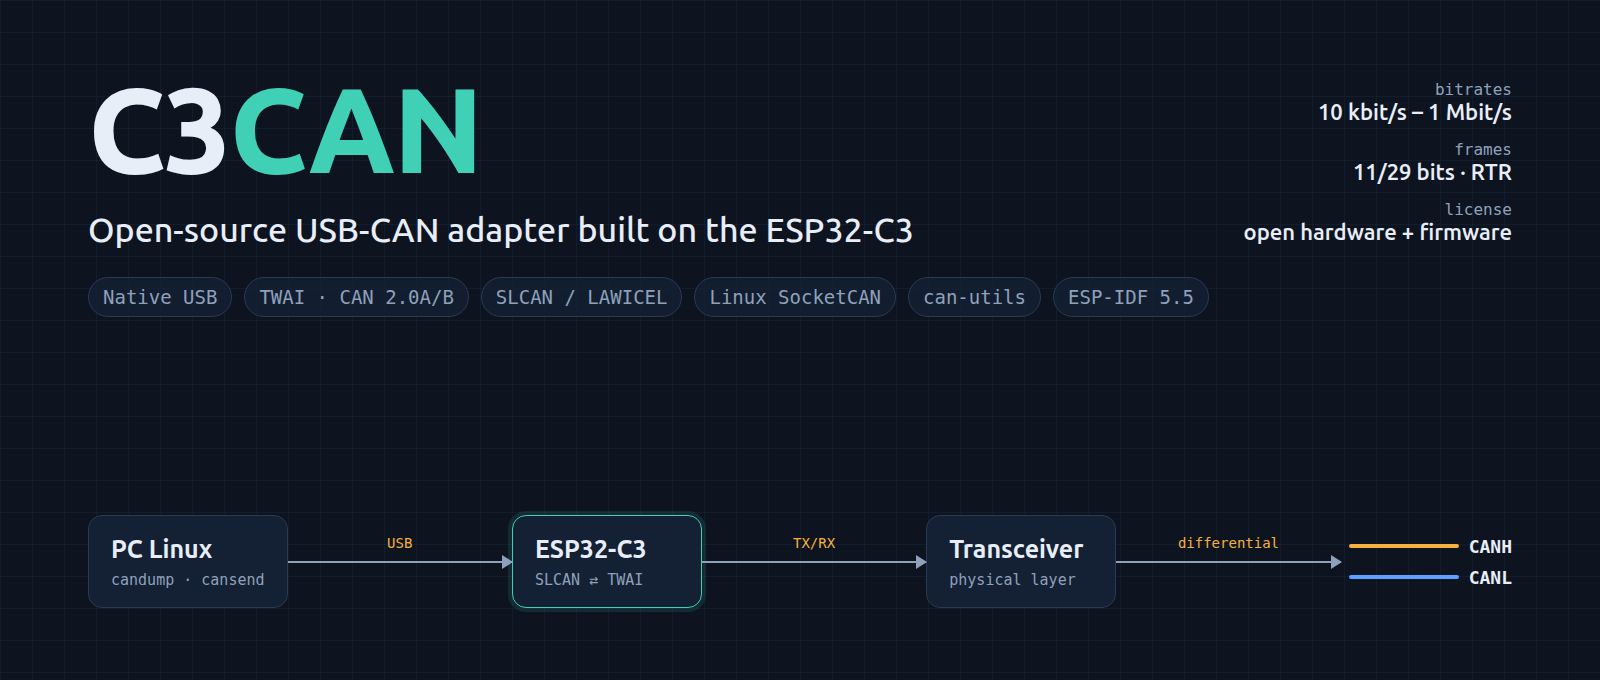 C3CAN
Open-source USB-CAN adapter built on the ESP32-C3
bitrates
10 kbit/s – 1 Mbit/s
frames
11/29 bits · RTR
license
open hardware + firmware
Native USB
TWAI · CAN 2.0A/B
SLCAN / LAWICEL
Linux SocketCAN
can-utils
ESP-IDF 5.5
PC Linux
candump · cansend
USB
ESP32-C3
SLCAN ⇄ TWAI
TX/RX
Transceiver
physical layer
differential
CANH
CANL